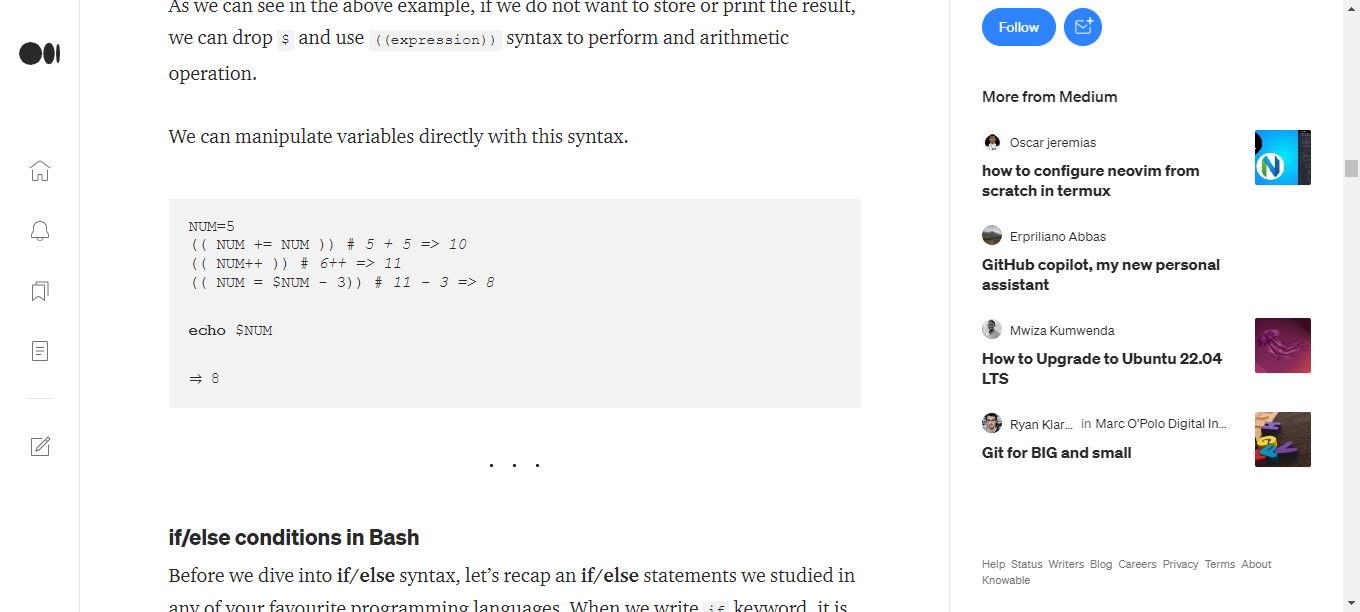 As we can see in the above example, if we do not want to store or print the result,
we can drop $ and use ((expression)) syntax to perform and arithmetic
operation.
We can manipulate variables directly with this syntax.
NUM=5
(( NUM += NUM )) # 5 + 5 => 10
(( NUM++ )) # 6++ => 11
(( NUM = $NUM - 3)) # 11 - 3 => 8
echo $NUM
⇒ 8
. . .
if/else conditions in Bash
Before we dive into if/else syntax, let’s recap an if/else statements we studied in
any of your favourite programming languages. When we write if keyword, it is
Follow
More from Medium
Oscar jeremias
how to configure neovim from
scratch in termux
Erpriliano Abbas
GitHub copilot, my new personal
assistant
Mwiza Kumwenda
How to Upgrade to Ubuntu 22.04
LTS
Ryan Klar... in Marc O’Polo Digital In...
Git for BIG and small
Help Status Writers Blog Careers Privacy Terms About
Knowable